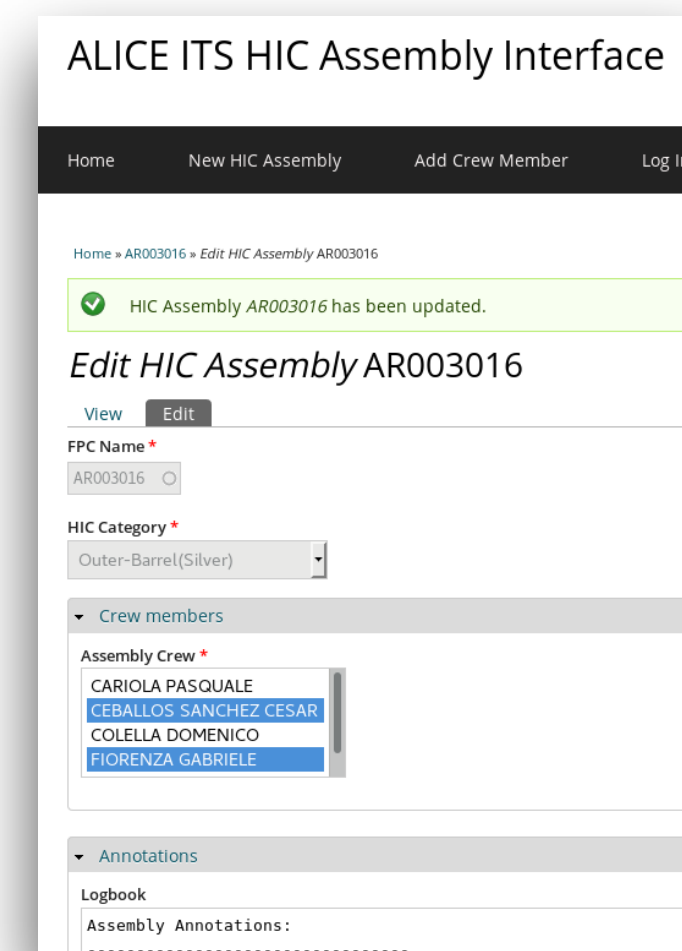 ALICE ITS HIC Assembly Interface
Home New HIC Assembly Add Crew Member Log
Home » AR003016 » Edit HIC Assembly AR003016
HIC Assembly AR003016 has been updated.
Edit HIC Assembly AR003016
View Edit
FPC Name *
AR003016
HIC Category *
Outer-Barrel(Silver)
Crew members
Assembly Crew *
CARIOLA PASQUALE
CEBALLOS SANCHEZ CESAR
COLELLA DOMENICO
FIORENZA GABRIELE
Annotations
Logbook
Assembly Annotations: